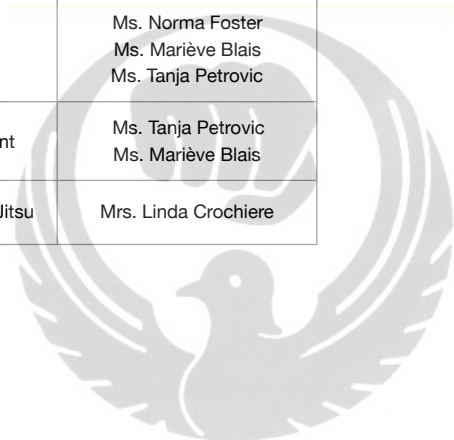 Ms. Norma Foster
Ms. Mariève Blais
Ms. Tanja Petrovic
nt
Ms. Tanja Petrovic
Ms. Mariève Blais
Jitsu
Mrs. Linda Crochiere